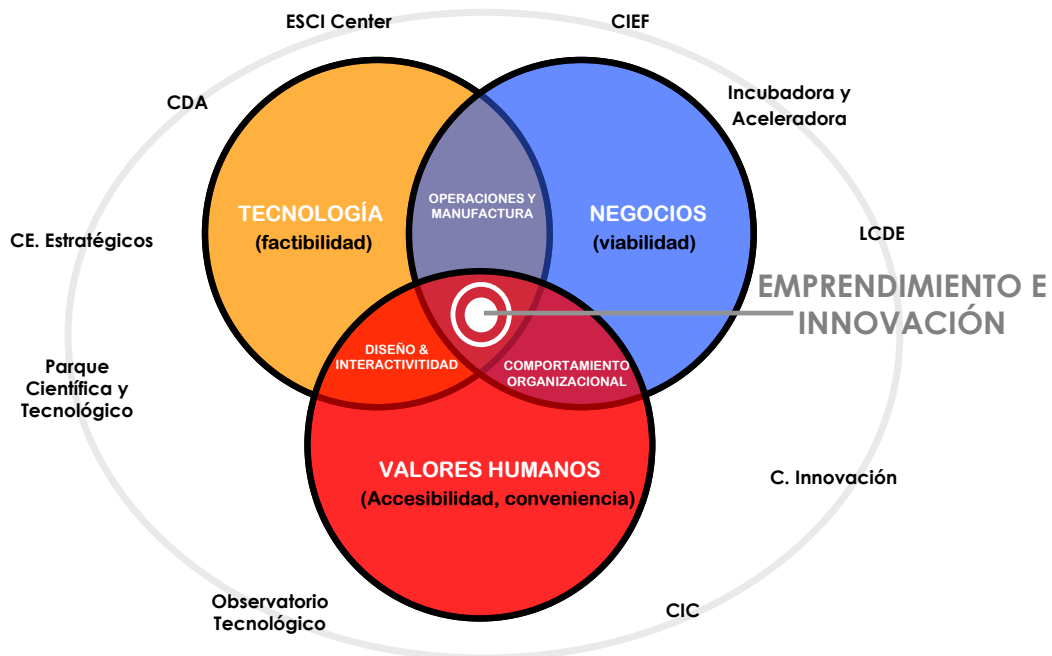 ESCI Center
CIEF
CDA
Incubadora y
Aceleradora
TECNOLOGÍA
(factibilidad)
OPERACIONES Y
MANUFACTURA
NEGOCIOS
(viabilidad)
CE. Estratégicos
LCDE
EMPRENDIMIENTO E
INNOVACIÓN
DISEÑO &
INTERACTIVITIDAD
COMPORTAMIENTO
ORGANIZACIONAL
Parque
Científica y
Tecnológico
VALORES HUMANOS
(Accesibilidad, conveniencia)
C. Innovación
Observatorio
Tecnológico
CIC